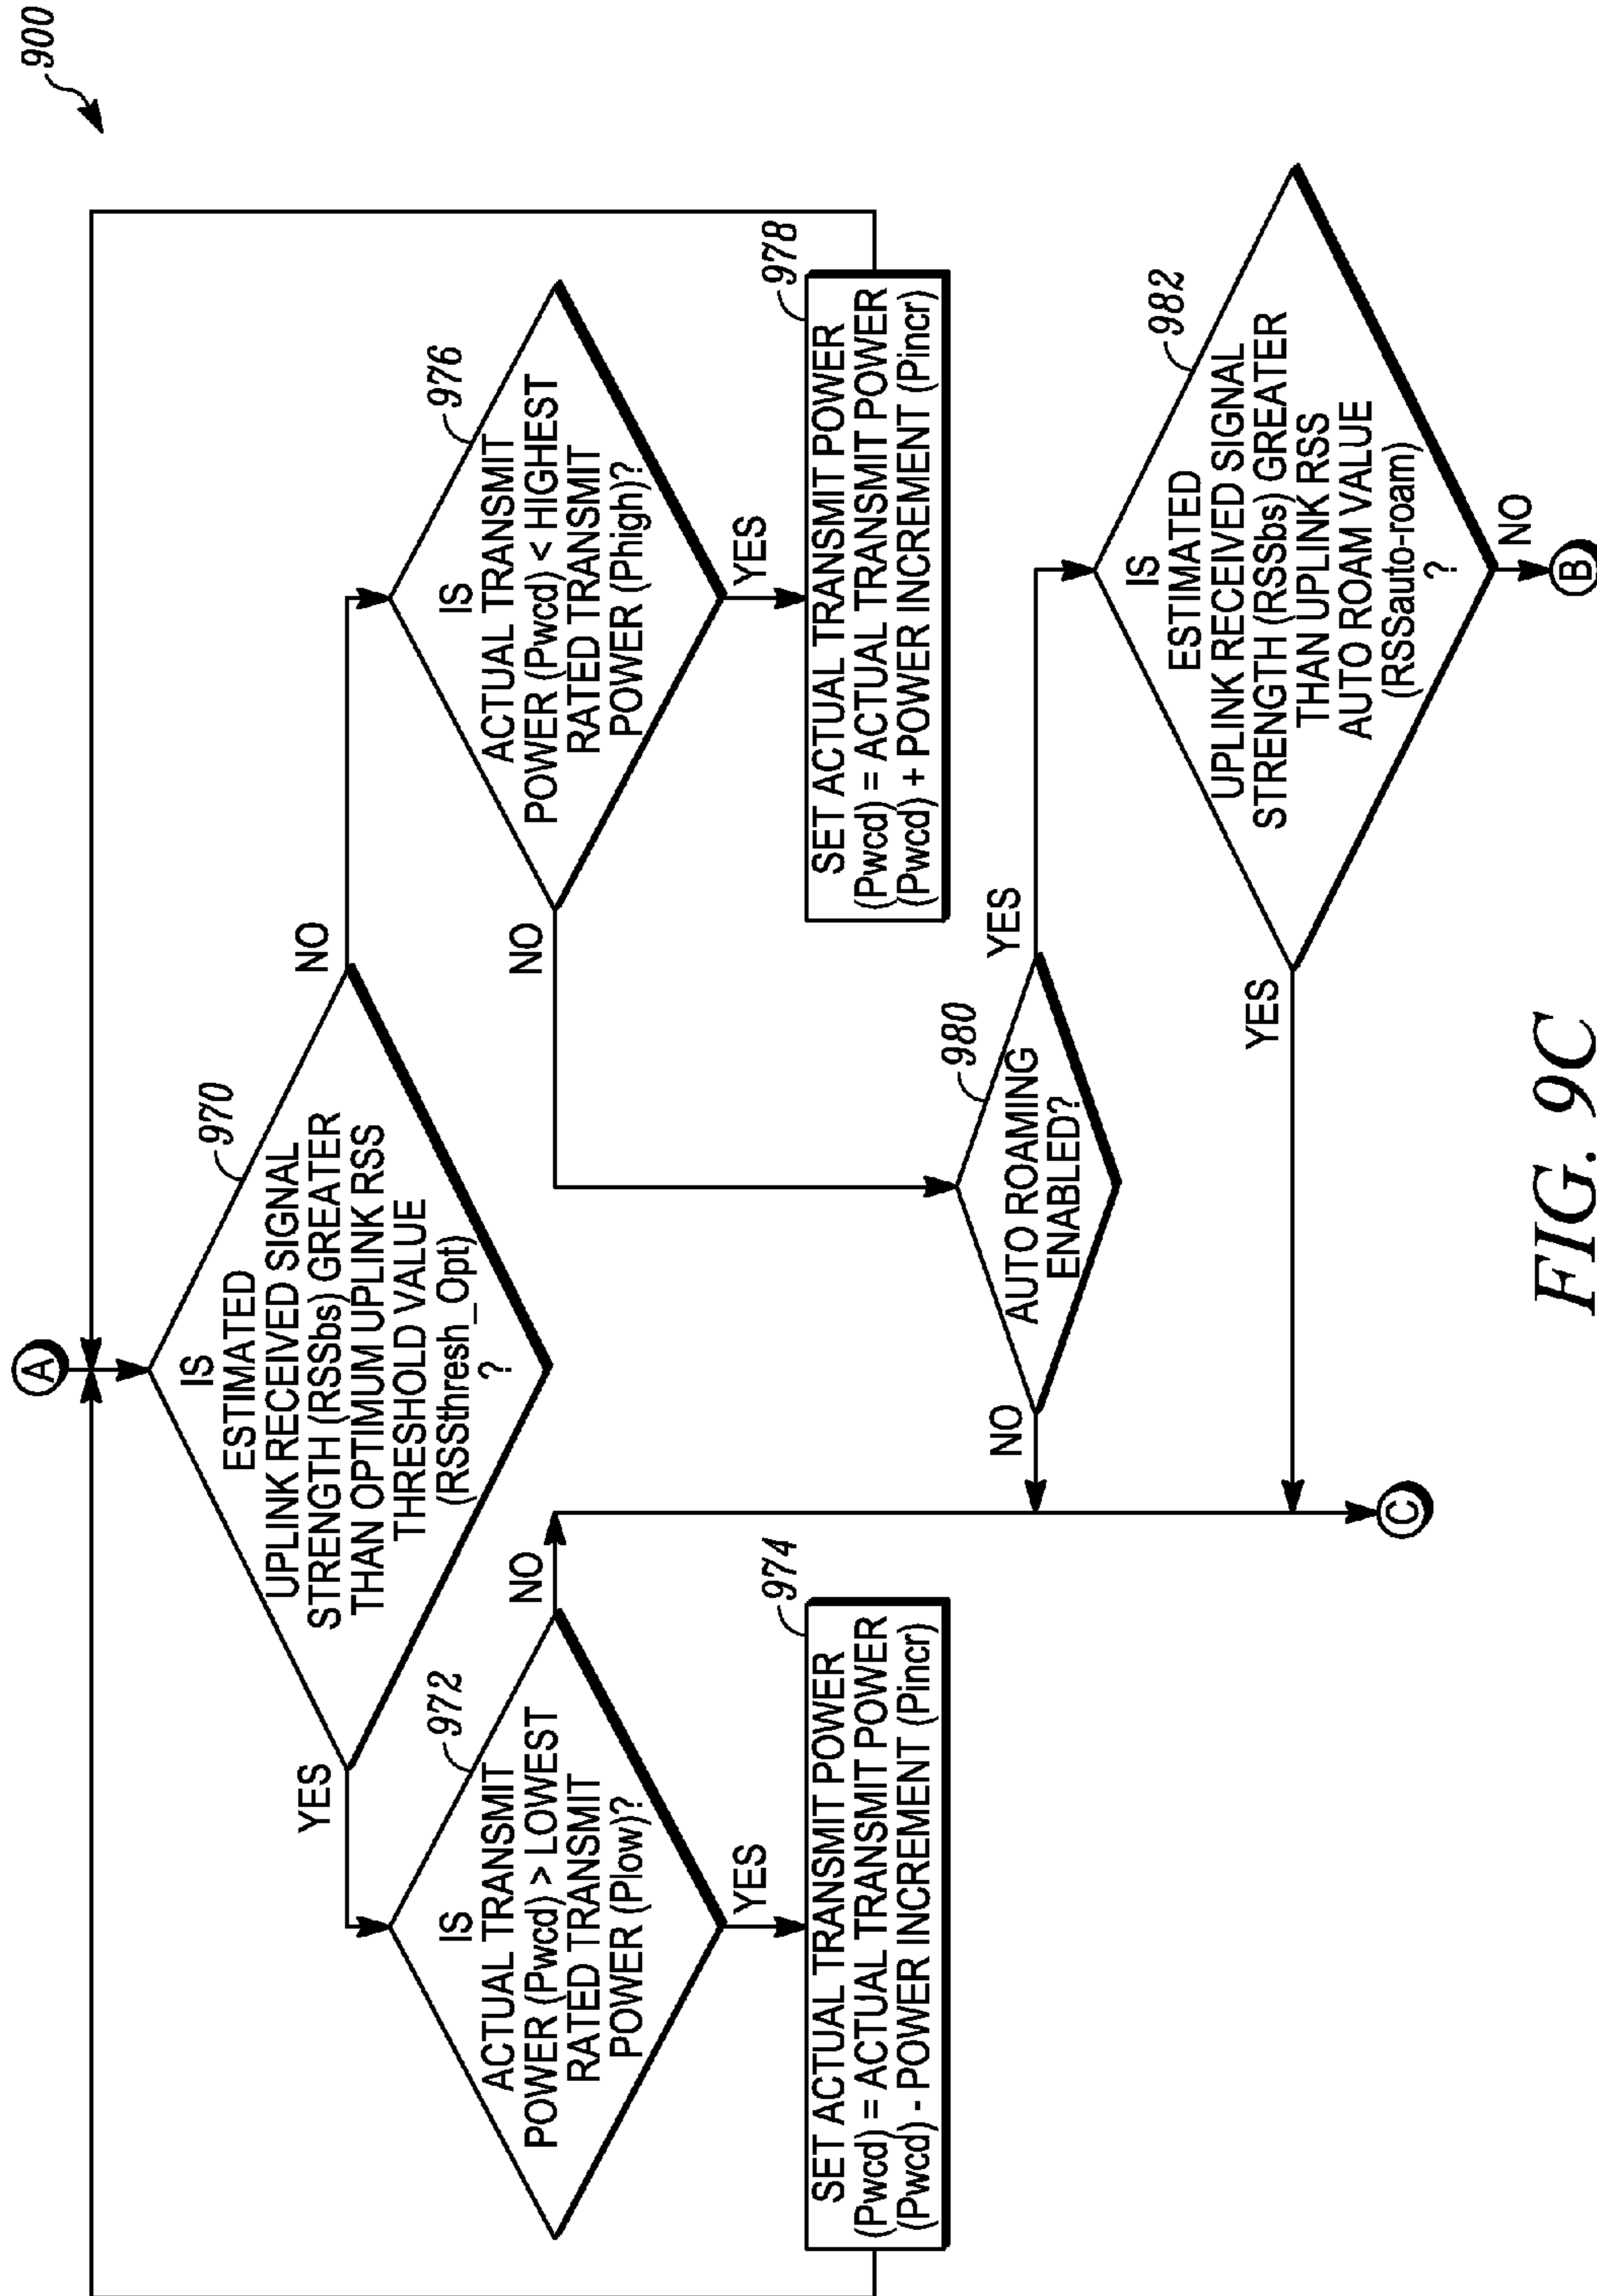 900
A
970
IS
ESTIMATED
UPLINK RECEIVED SIGNAL
STRENGTH (RSSbs) GREATER
THAN OPTIMUM UPLINK RSS
THRESHOLD VALUE
(RSSthresh_Opt)
?
YES
NO
972
IS
ACTUAL TRANSMIT
POWER (Pwcd) > LOWEST
RATED TRANSMIT
POWER (Plow)?
NO
YES
974
SET ACTUAL TRANSMIT POWER
(Pwcd) = ACTUAL TRANSMIT POWER
(Pwcd) - POWER INCREMENT (Pincr)
976
IS
ACTUAL TRANSMIT
POWER (Pwcd) < HIGHEST
RATED TRANSMIT
POWER (Phigh)?
NO
YES
978
SET ACTUAL TRANSMIT POWER
(Pwcd) = ACTUAL TRANSMIT POWER
(Pwcd) + POWER INCREMENT (Pincr)
980
AUTO ROAMING
ENABLED?
NO
YES
982
IS
ESTIMATED
UPLINK RECEIVED SIGNAL
STRENGTH (RSSbs) GREATER
THAN UPLINK RSS
AUTO ROAM VALUE
(RSSauto-roam)
?
YES
NO
C
B
FIG. 9C